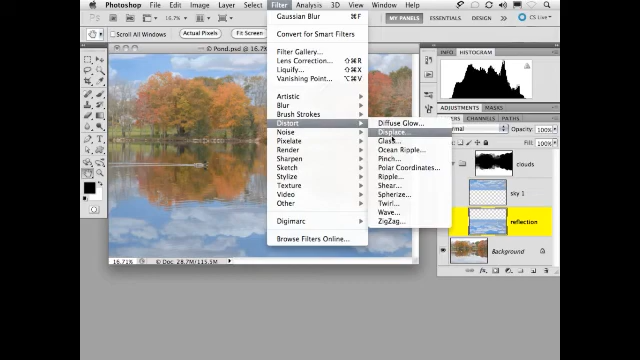 Photoshop File Edit Image Layer Select Filter Analysis 3D View Window Help
16.7%
MY PANELS ESSENTIALS DESIGN CS Live
Scroll All Windows Actual Pixels Fit Screen
Pond.psd @ 16.7%
Gaussian Blur ⌘F
Convert for Smart Filters
Filter Gallery...
Lens Correction... ⇧⌘R
Liquify... ⇧⌘X
Vanishing Point... ⌥⌘V
Artistic
Blur
Brush Strokes
Distort
Noise
Pixelate
Render
Sharpen
Sketch
Stylize
Texture
Video
Other
Digimarc
Browse Filters Online...
Diffuse Glow...
Displace...
Glass...
Ocean Ripple...
Pinch...
Polar Coordinates...
Ripple...
Shear...
Spherize...
Twirl...
Wave...
ZigZag...
HISTOGRAM
ADJUSTMENTS MASKS
CHANNELS PATHS
Opacity: 100%
Fill: 100%
clouds
sky 1
reflection
Background
16.71% Doc: 28.7M/115.5M